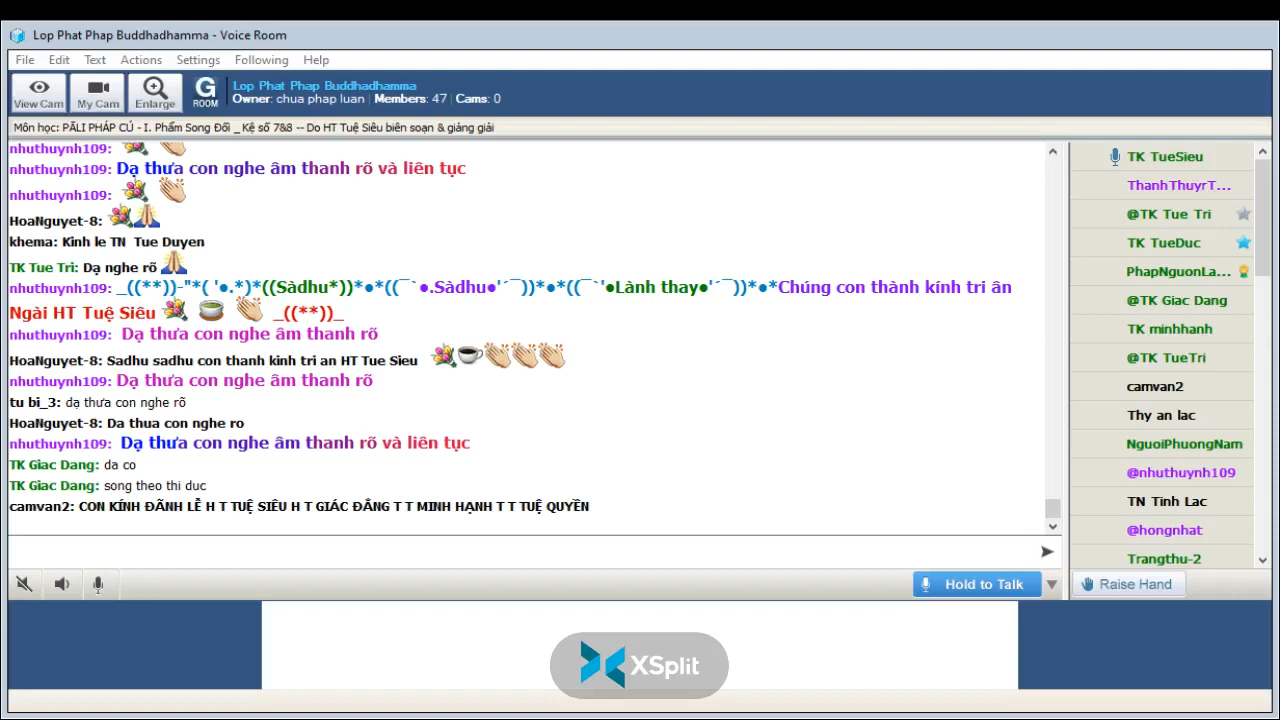 Lop Phat Phap Buddhadhamma - Voice Room
File Edit Text Actions Settings Following Help
View Cam My Cam Enlarge G ROOM
Lop Phat Phap Buddhadhamma
Owner: chua phap luan | Members: 47 | Cams: 0
Môn học: PĀLI PHÁP CÚ - I. Phẩm Song Đối _ Kệ số 7&8 -- Do HT Tuệ Siêu biên soạn & giảng giải
nhuthuynh109:
nhuthuynh109: Dạ thưa con nghe âm thanh rõ và liên tục
nhuthuynh109:
HoaNguyet-8:
khema: Kinh le TN Tue Duyen
TK Tue Tri: Dạ nghe rõ
nhuthuynh109: _((**))-"*( '●.*)*((Sàdhu*))*●*((¯`●.Sàdhu●'´¯))*●*((¯`'●Lành thay●'´¯))*●*Chúng con thành kính tri ân
Ngài HT Tuệ Siêu _((**))_
nhuthuynh109: Dạ thưa con nghe âm thanh rõ
HoaNguyet-8: Sadhu sadhu con thanh kinh tri an HT Tue Sieu
nhuthuynh109: Dạ thưa con nghe âm thanh rõ
tu bi_3: dạ thưa con nghe rõ
HoaNguyet-8: Da thua con nghe ro
nhuthuynh109: Dạ thưa con nghe âm thanh rõ và liên tục
TK Giac Dang: da co
TK Giac Dang: song theo thi duc
camvan2: CON KÍNH ĐÃNH LỄ H T TUỆ SIÊU H T GIÁC ĐẲNG T T MINH HẠNH T T TUỆ QUYỀN
TK TueSieu
ThanhThuyrT...
@TK Tue Tri
TK TueDuc
PhapNguonLa...
@TK Giac Dang
TK minhhanh
@TK TueTri
camvan2
Thy an lac
NguoiPhuongNam
@nhuthuynh109
TN Tinh Lac
@hongnhat
Trangthu-2
Hold to Talk
Raise Hand
XSplit